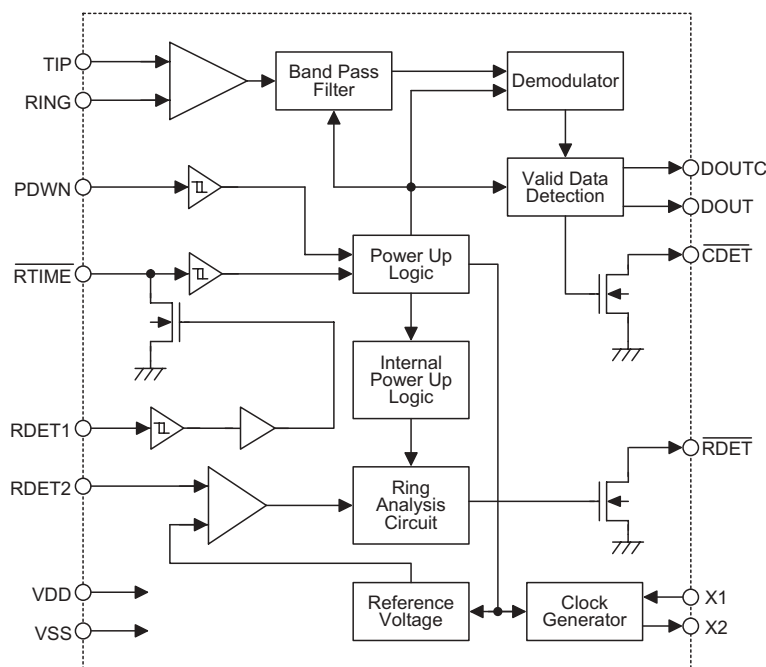 TIP
RING
Band Pass
Filter
Demodulator
PDWN
Valid Data
Detection
DOUTC
DOUT
RTIME
Power Up
Logic
CDET
Internal
Power Up
Logic
RDET1
RDET
RDET2
Ring
Analysis
Circuit
VDD
VSS
Reference
Voltage
Clock
Generator
X1
X2